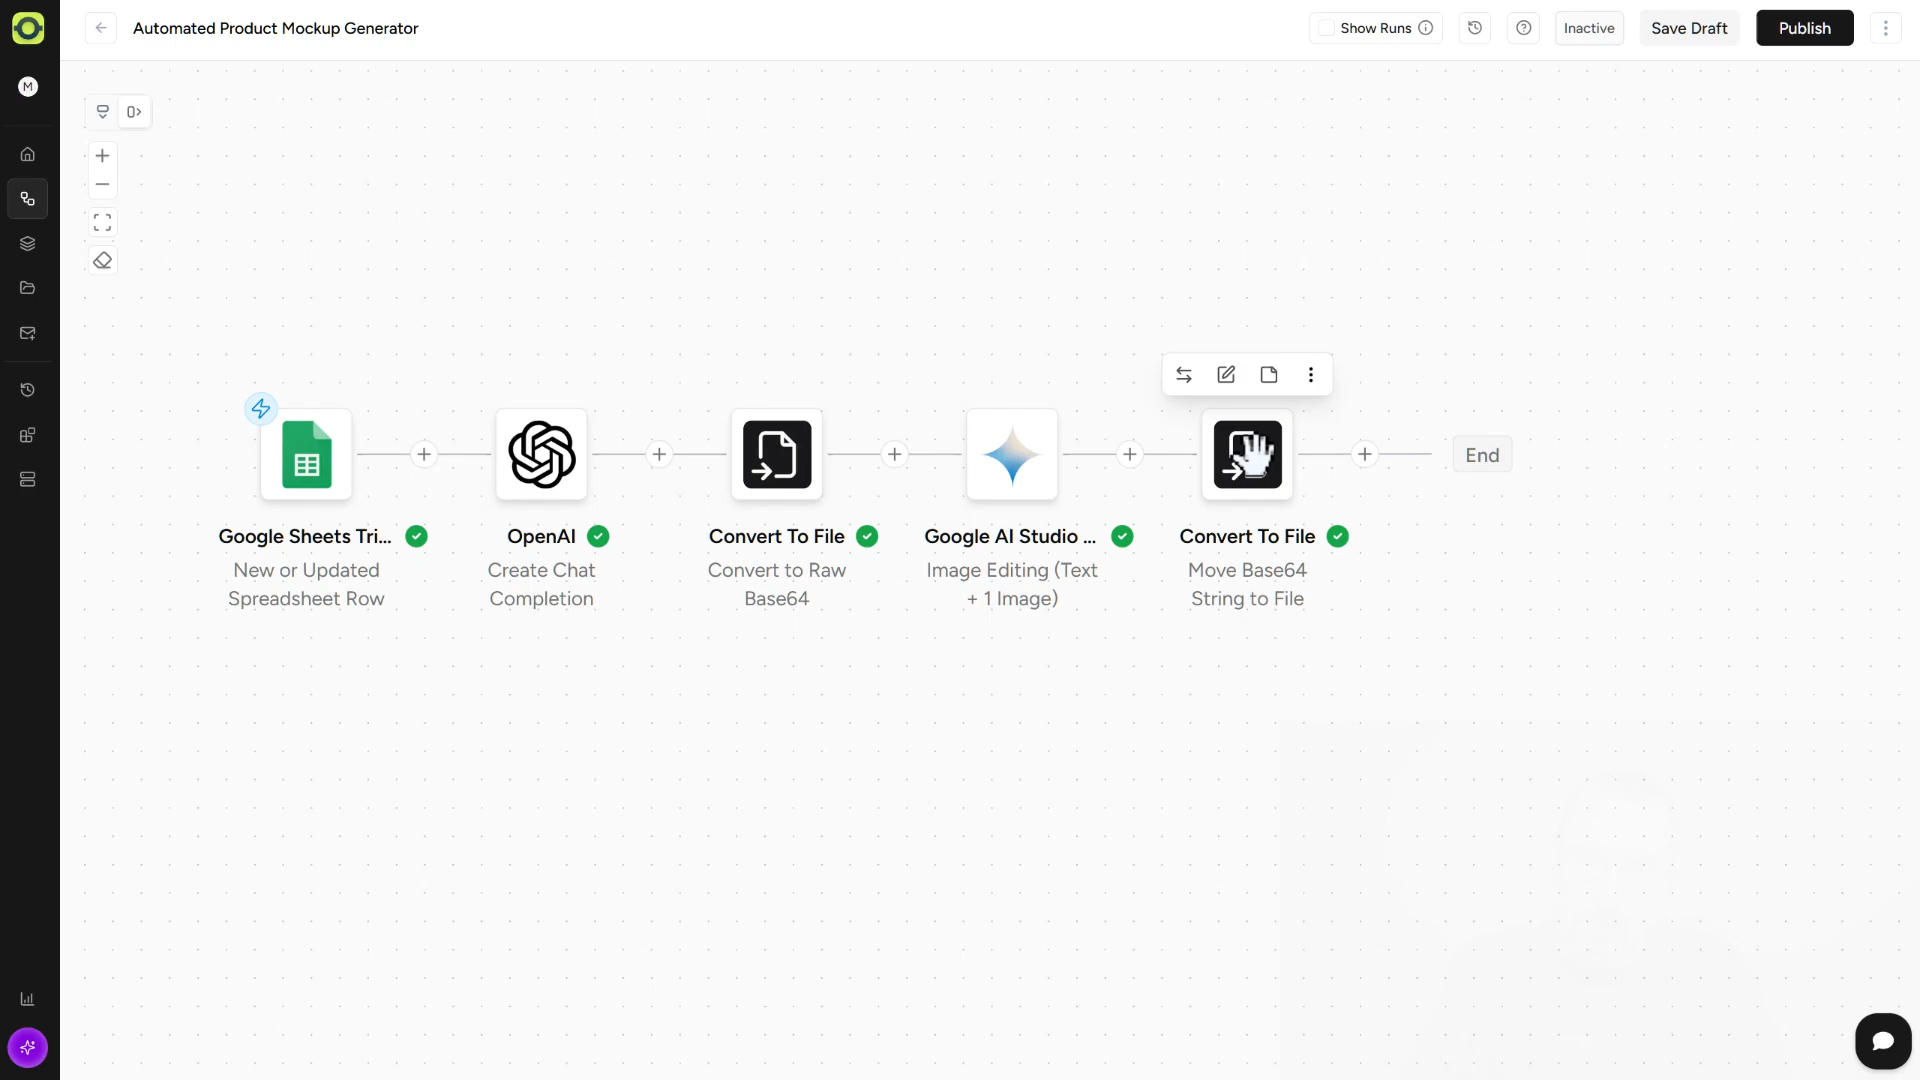 Automated Product Mockup Generator
Show Runs
Inactive
Save Draft
Publish
M
Google Sheets Tri...
New or Updated
Spreadsheet Row
OpenAI
Create Chat
Completion
Convert To File
Convert to Raw
Base64
Google AI Studio ...
Image Editing (Text
+ 1 Image)
Convert To File
Move Base64
String to File
End